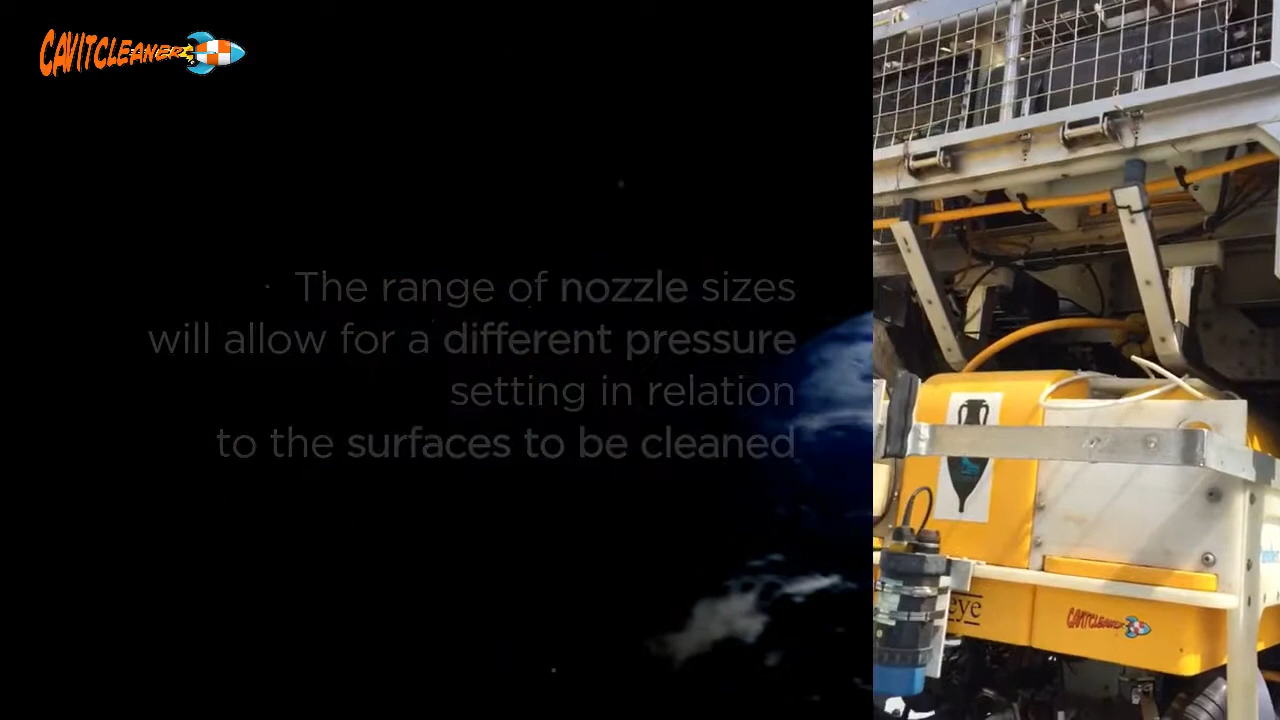 CAVITCLEANER
The range of nozzle sizes
will allow for a different pressure
setting in relation
to the surfaces to be cleaned
eye
CAVITCLEANER